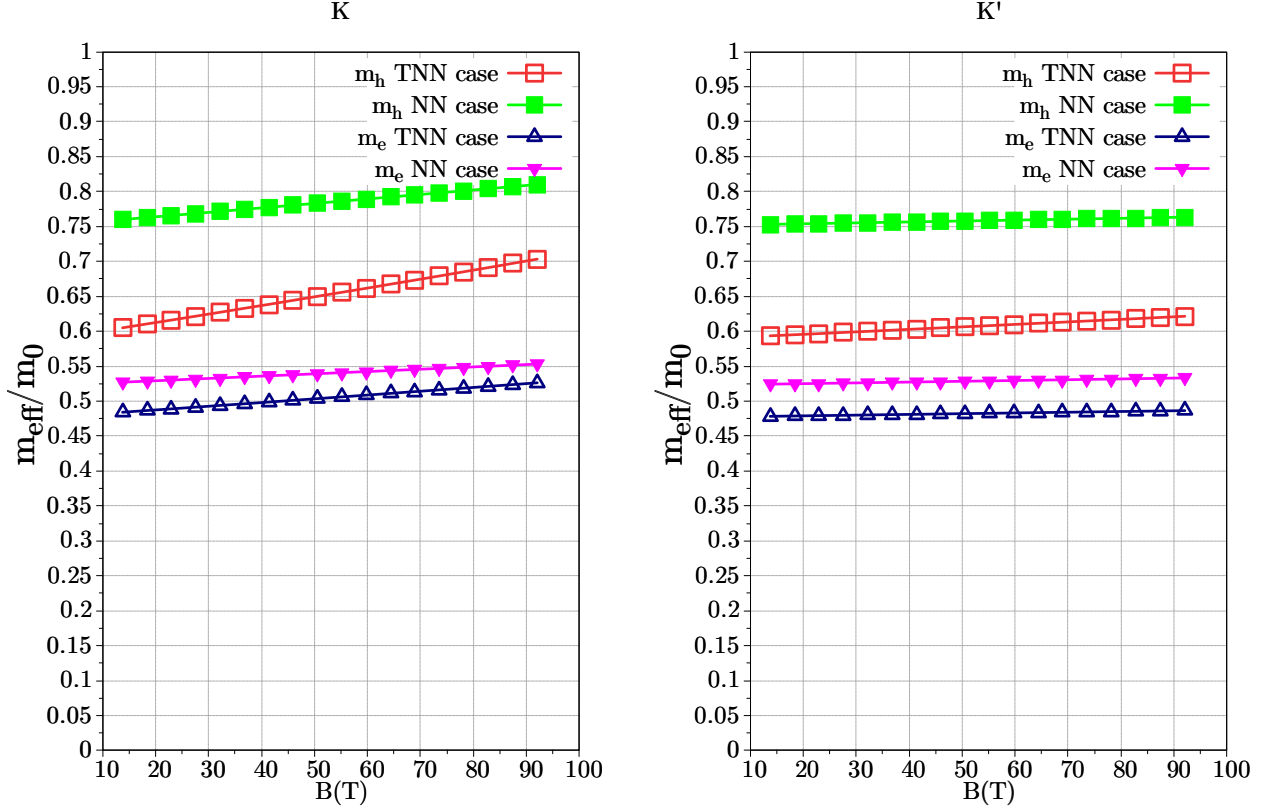 K
1
0.95
0.9
0.85
0.8
0.75
0.7
0.65
0.6
0.55
0.5
0.45
0.4
0.35
0.3
0.25
0.2
0.15
0.1
0.05
0
m_eff/m_0
m_h TNN case
m_h NN case
m_e TNN case
m_e NN case
10 20 30 40 50 60 70 80 90 100
B(T)
K'
1
0.95
0.9
0.85
0.8
0.75
0.7
0.65
0.6
0.55
0.5
0.45
0.4
0.35
0.3
0.25
0.2
0.15
0.1
0.05
0
m_eff/m_0
m_h TNN case
m_h NN case
m_e TNN case
m_e NN case
10 20 30 40 50 60 70 80 90 100
B(T)